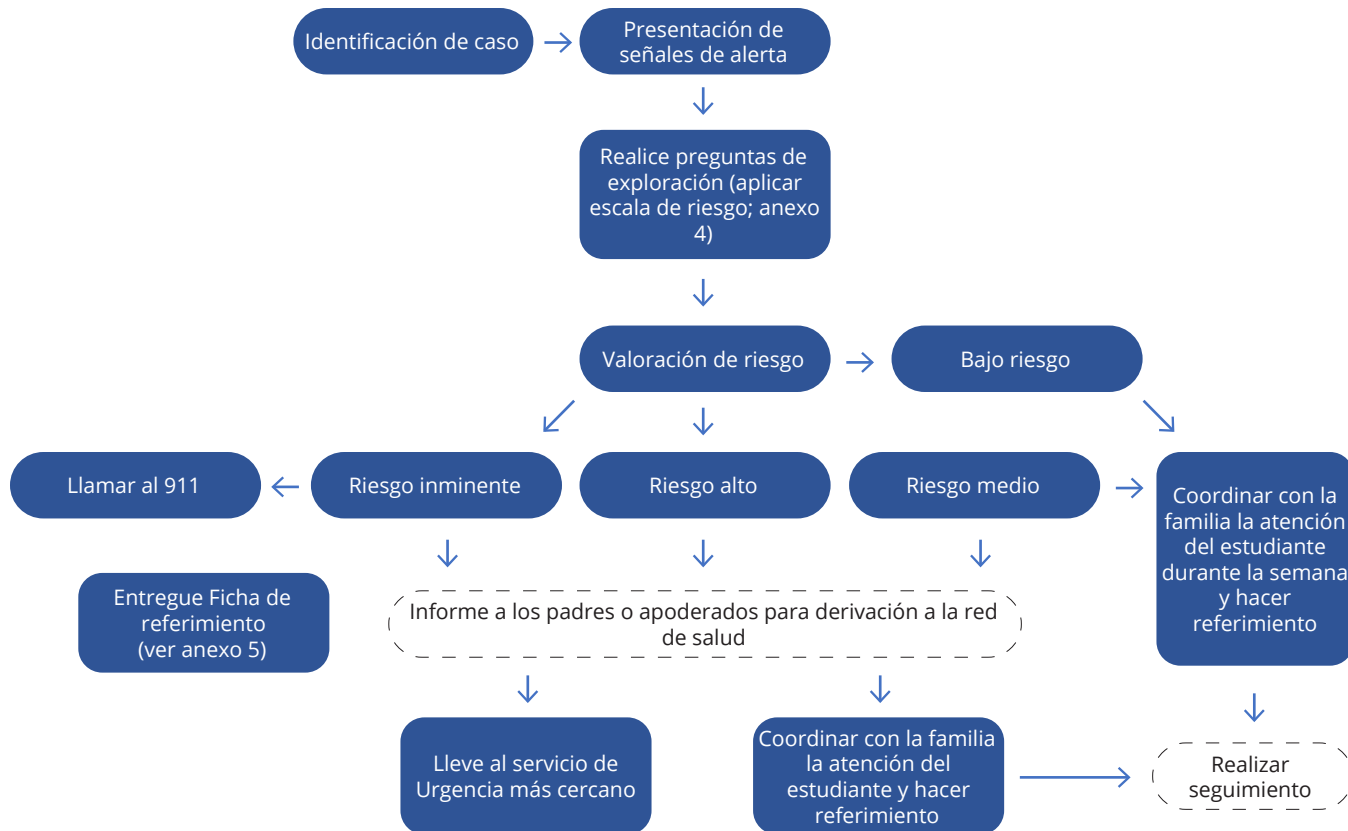 Identificación de caso
Presentación de
señales de alerta
Realice preguntas de
exploración (aplicar
escala de riesgo; anexo
4)
Valoración de riesgo
Bajo riesgo
Llamar al 911
Riesgo inminente
Riesgo alto
Riesgo medio
Coordinar con la
familia la atención
del estudiante
durante la semana
y hacer
referimiento
Entregue Ficha de
referimiento
(ver anexo 5)
Informe a los padres o apoderados para derivación a la red
de salud
Lleve al servicio de
Urgencia más cercano
Coordinar con la familia
la atención del
estudiante y hacer
referimiento
Realizar
seguimiento